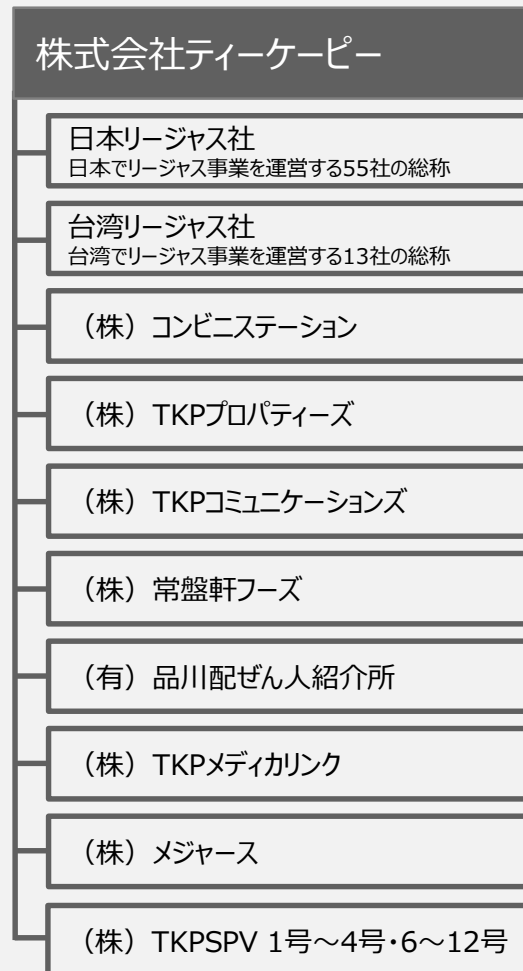 株式会社ティーケーピー
日本リージャス社
日本でリージャス事業を運営する55社の総称
台湾リージャス社
台湾でリージャス事業を運営する13社の総称
（株）コンビニステーション
（株）TKPプロパティーズ
（株）TKPコミュニケーションズ
（株）常盤軒フーズ
（有）品川配ぜん人紹介所
（株）TKPメディカリンク
（株）メジャース
（株）TKPSPV 1号～4号・6～12号